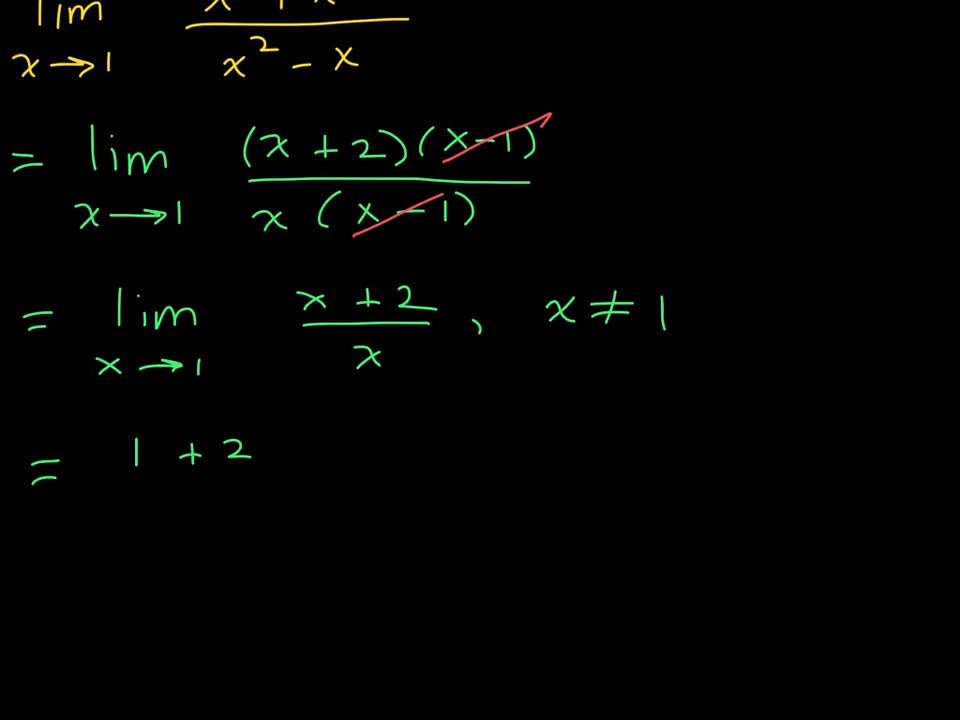 lim
x→1 x² - x
= lim (x + 2)(x - 1)
x→1 x (x - 1)
= lim x + 2 , x ≠ 1
x→1 x
= 1 + 2